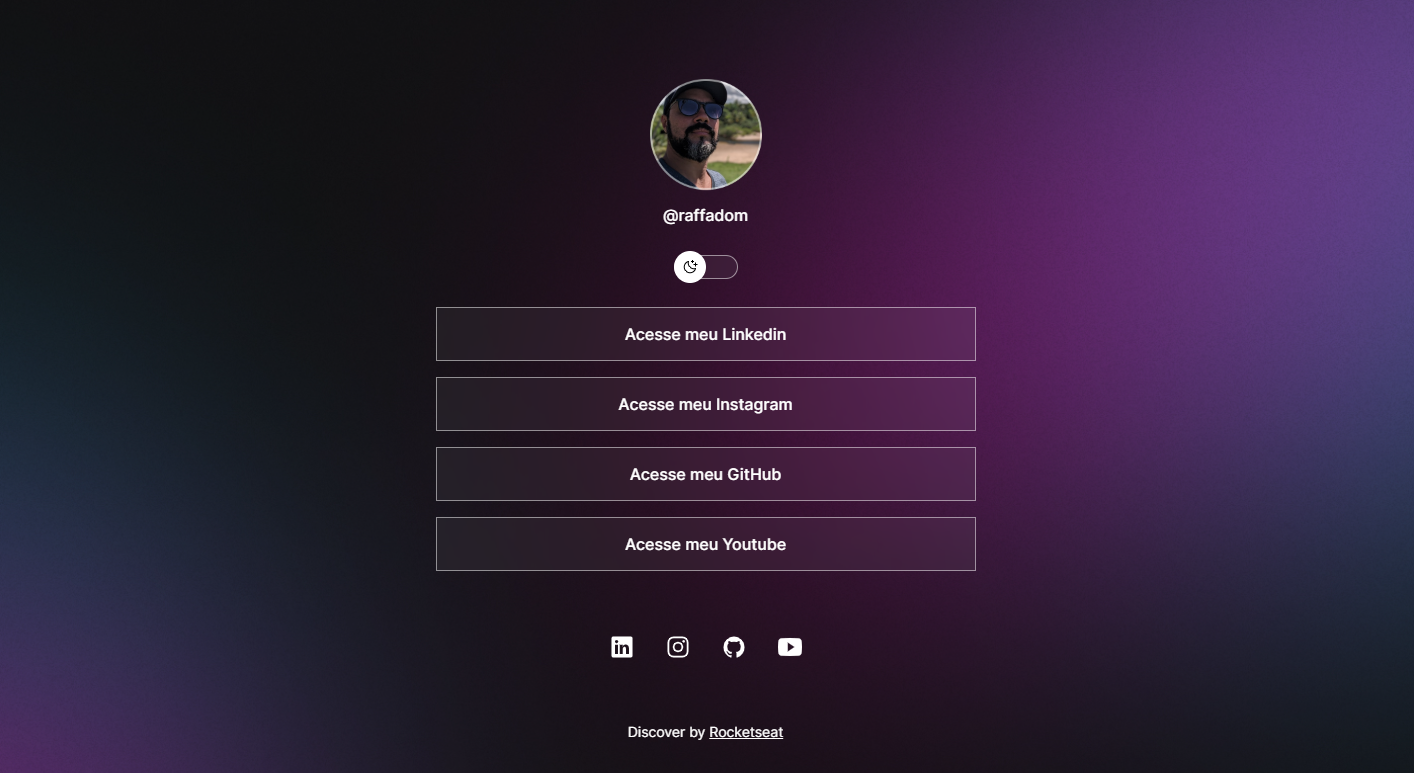 @raffadom
Acesse meu Linkedin
Acesse meu Instagram
Acesse meu GitHub
Acesse meu Youtube
Discover by Rocketseat